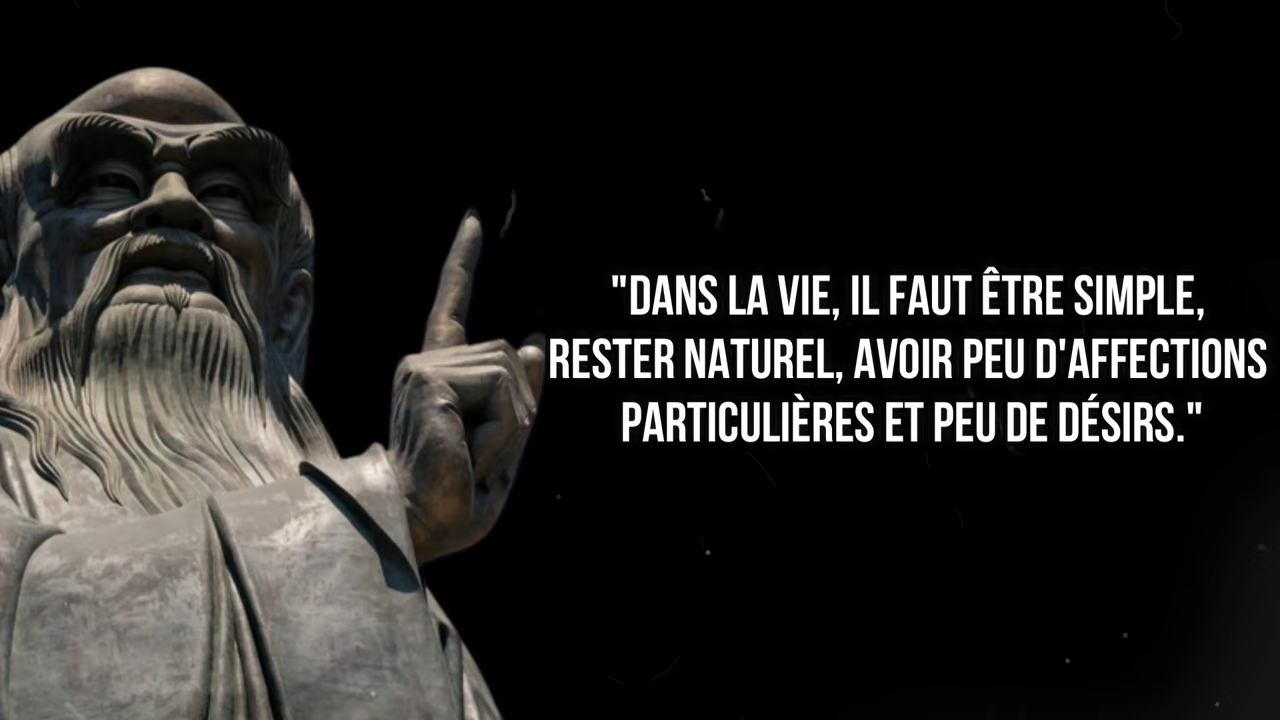 "DANS LA VIE, IL FAUT ÊTRE SIMPLE,
RESTER NATUREL, AVOIR PEU D'AFFECTIONS
PARTICULIÈRES ET PEU DE DÉSIRS."